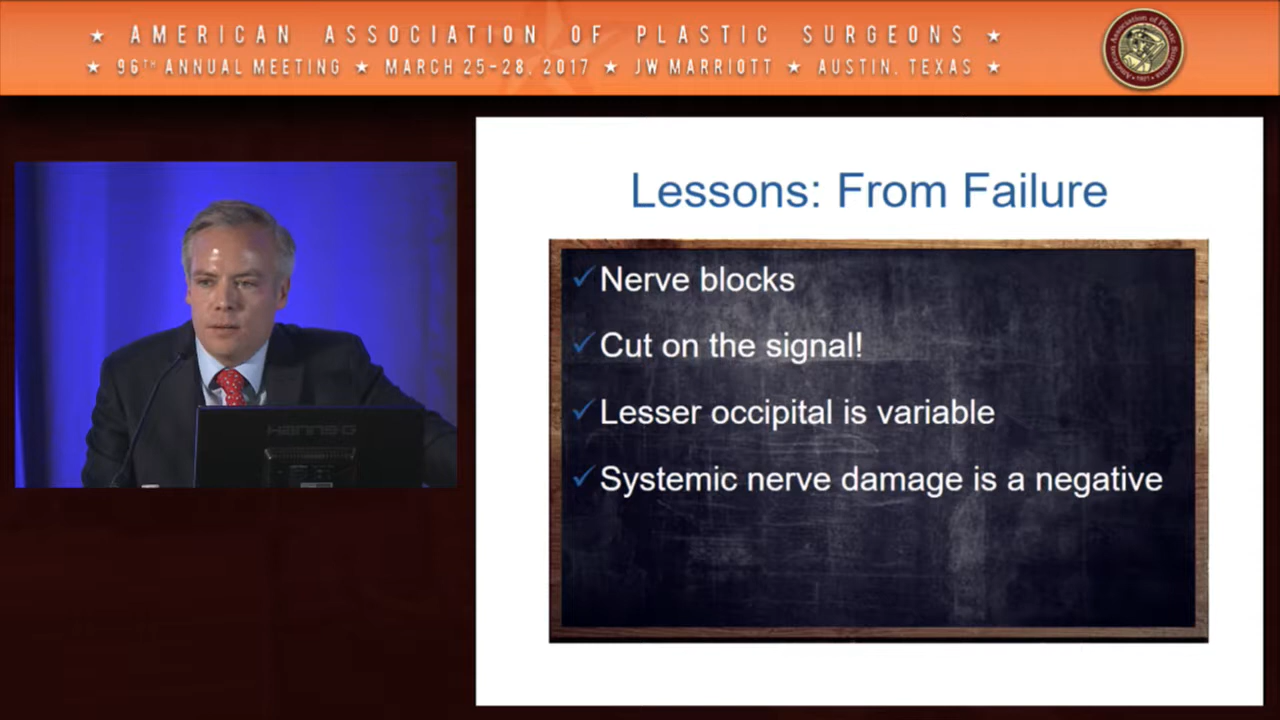 ★ AMERICAN ASSOCIATION OF PLASTIC SURGEONS ★
★ 96TH ANNUAL MEETING ★ MARCH 25-28, 2017 ★ JW MARRIOTT ★ AUSTIN, TEXAS ★
Lessons: From Failure
✓ Nerve blocks
✓ Cut on the signal!
✓ Lesser occipital is variable
✓ Systemic nerve damage is a negative
HANNS-G